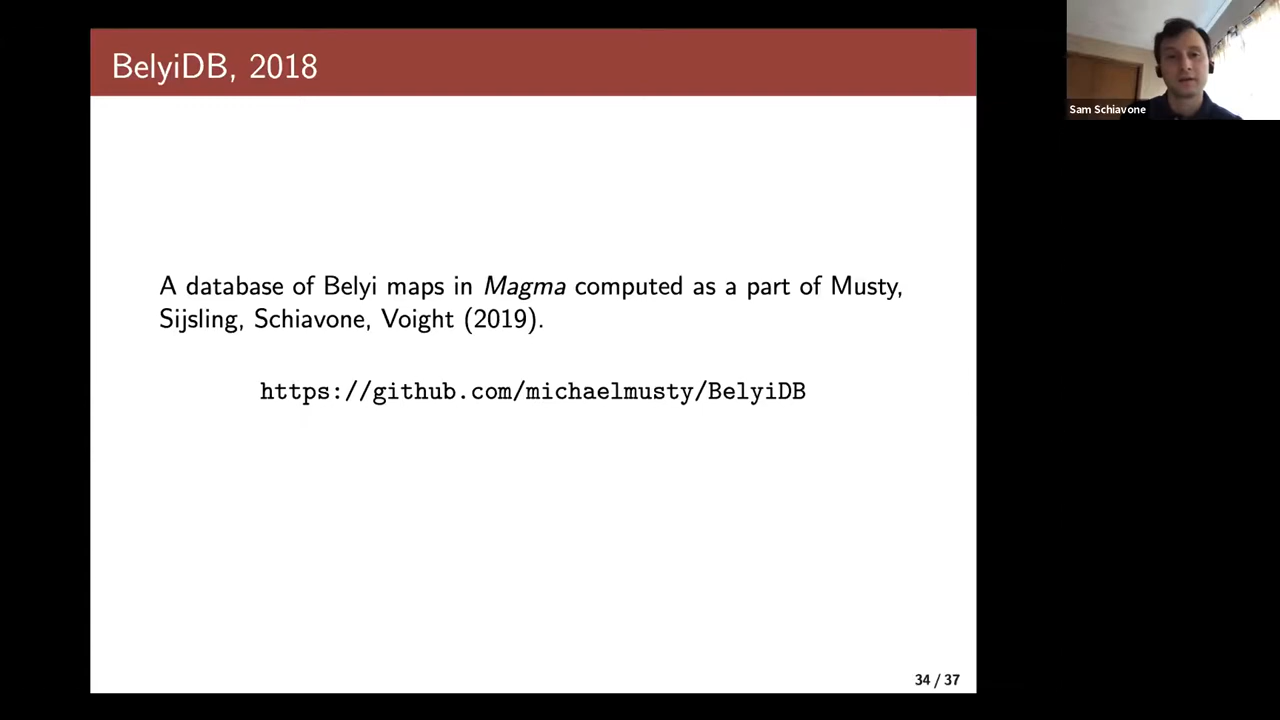 BelyiDB, 2018
Sam Schiavone
A database of Belyi maps in Magma computed as a part of Musty,
Sijsling, Schiavone, Voight (2019).
https://github.com/michaelmusty/BelyiDB
34 / 37